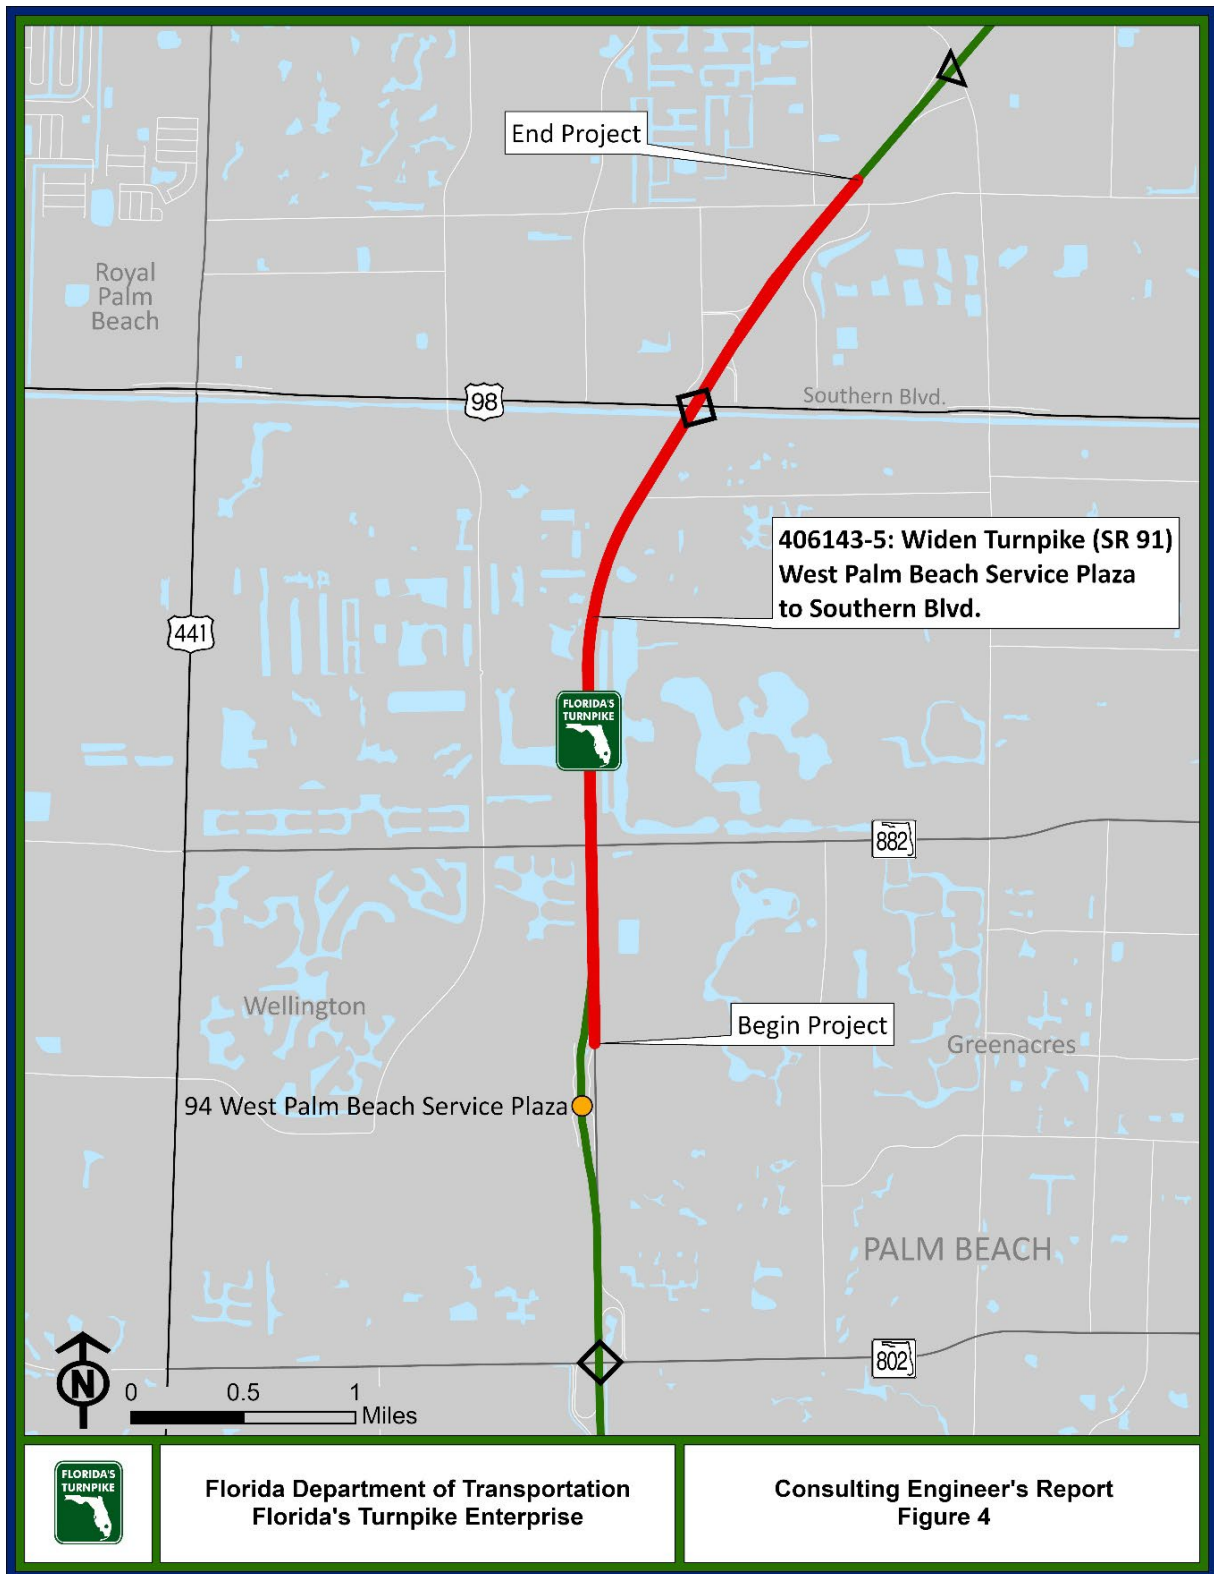 End Project
Royal
Palm
Beach
98
Southern Blvd.
406143-5: Widen Turnpike (SR 91)
West Palm Beach Service Plaza
to Southern Blvd.
441
FLORIDA'S
TURNPIKE
882
Wellington
Begin Project
Greenacres
94 West Palm Beach Service Plaza
PALM BEACH
802
N
0 0.5 1
Miles
FLORIDA'S
TURNPIKE
Florida Department of Transportation
Florida's Turnpike Enterprise
Consulting Engineer's Report
Figure 4